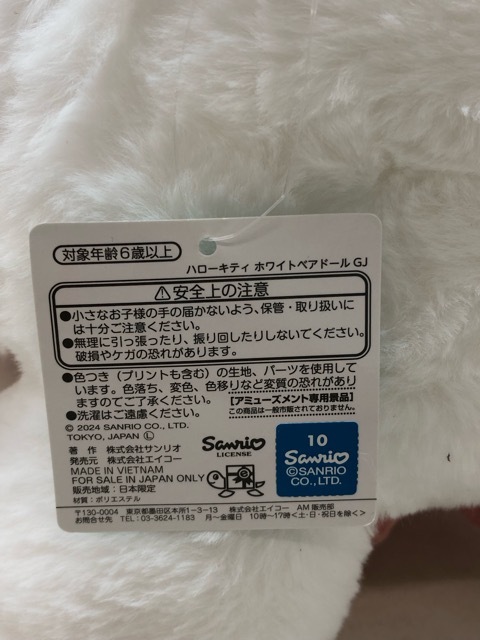 対象年齢6歳以上
ハローキティ ホワイトベアドール GJ
⚠安全上の注意
●小さなお子様の手の届かないよう、保管・取り扱いに
は十分ご注意ください。
●無理に引っ張ったり、振り回したりしないでください。
破損やケガの恐れがあります。
●色つき（プリントも含む）の生地、パーツを使用して
います。色落ち、変色、色移りなど変質の恐れがあり
ますのでご了承ください。
【アミューズメント専用景品】
●洗濯はご遠慮ください。
この商品は一般市販されておりません。
© 2024 SANRIO CO., LTD.
TOKYO, JAPAN Ⓛ
著作 株式会社サンリオ
発売元 株式会社エイコー
MADE IN VIETNAM
FOR SALE IN JAPAN ONLY
販売地域：日本限定
材質：ポリエステル
Sanrio
LICENSE
10
Sanrio
©SANRIO
CO., LTD.
〒130-0004 東京都墨田区本所1-3-13 株式会社エイコー AM販売部
お問合せ先 TEL: 03-3624-1183 月～金曜日 10時～17時＜土・日・祝日を除く＞